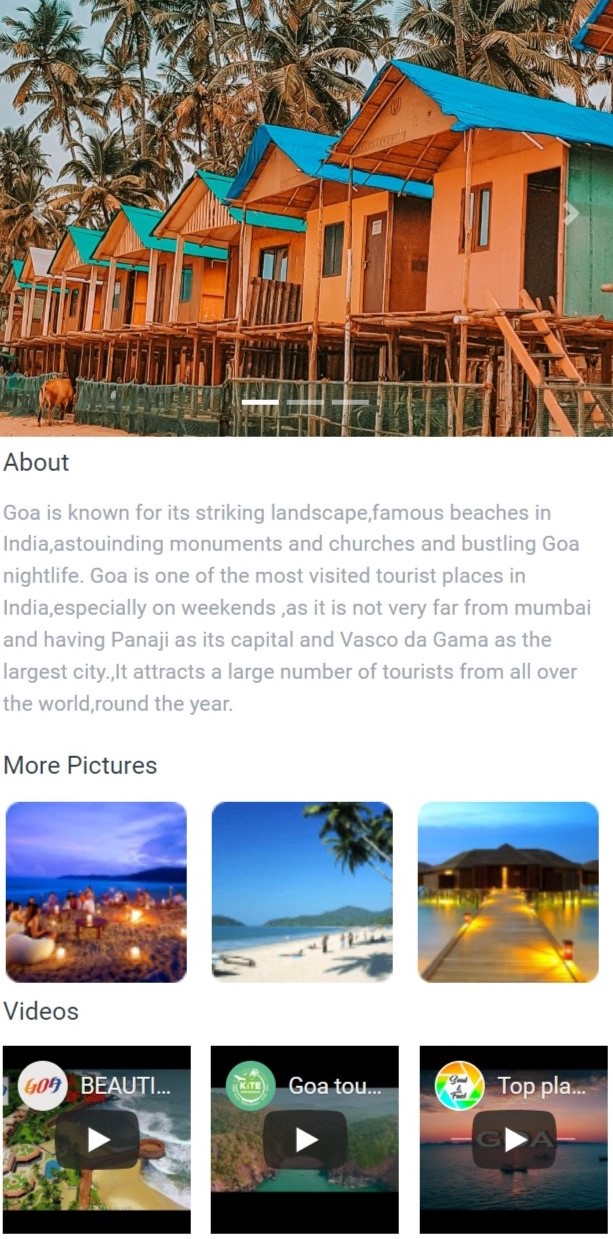 About
Goa is known for its striking landscape,famous beaches in
India,astouinding monuments and churches and bustling Goa
nightlife. Goa is one of the most visited tourist places in
India,especially on weekends ,as it is not very far from mumbai
and having Panaji as its capital and Vasco da Gama as the
largest city.,It attracts a large number of tourists from all over
the world,round the year.
More Pictures
Videos
GOA BEAUTI...
KiTE Goa tou...
Soul & Fuel Top pla...
GOA